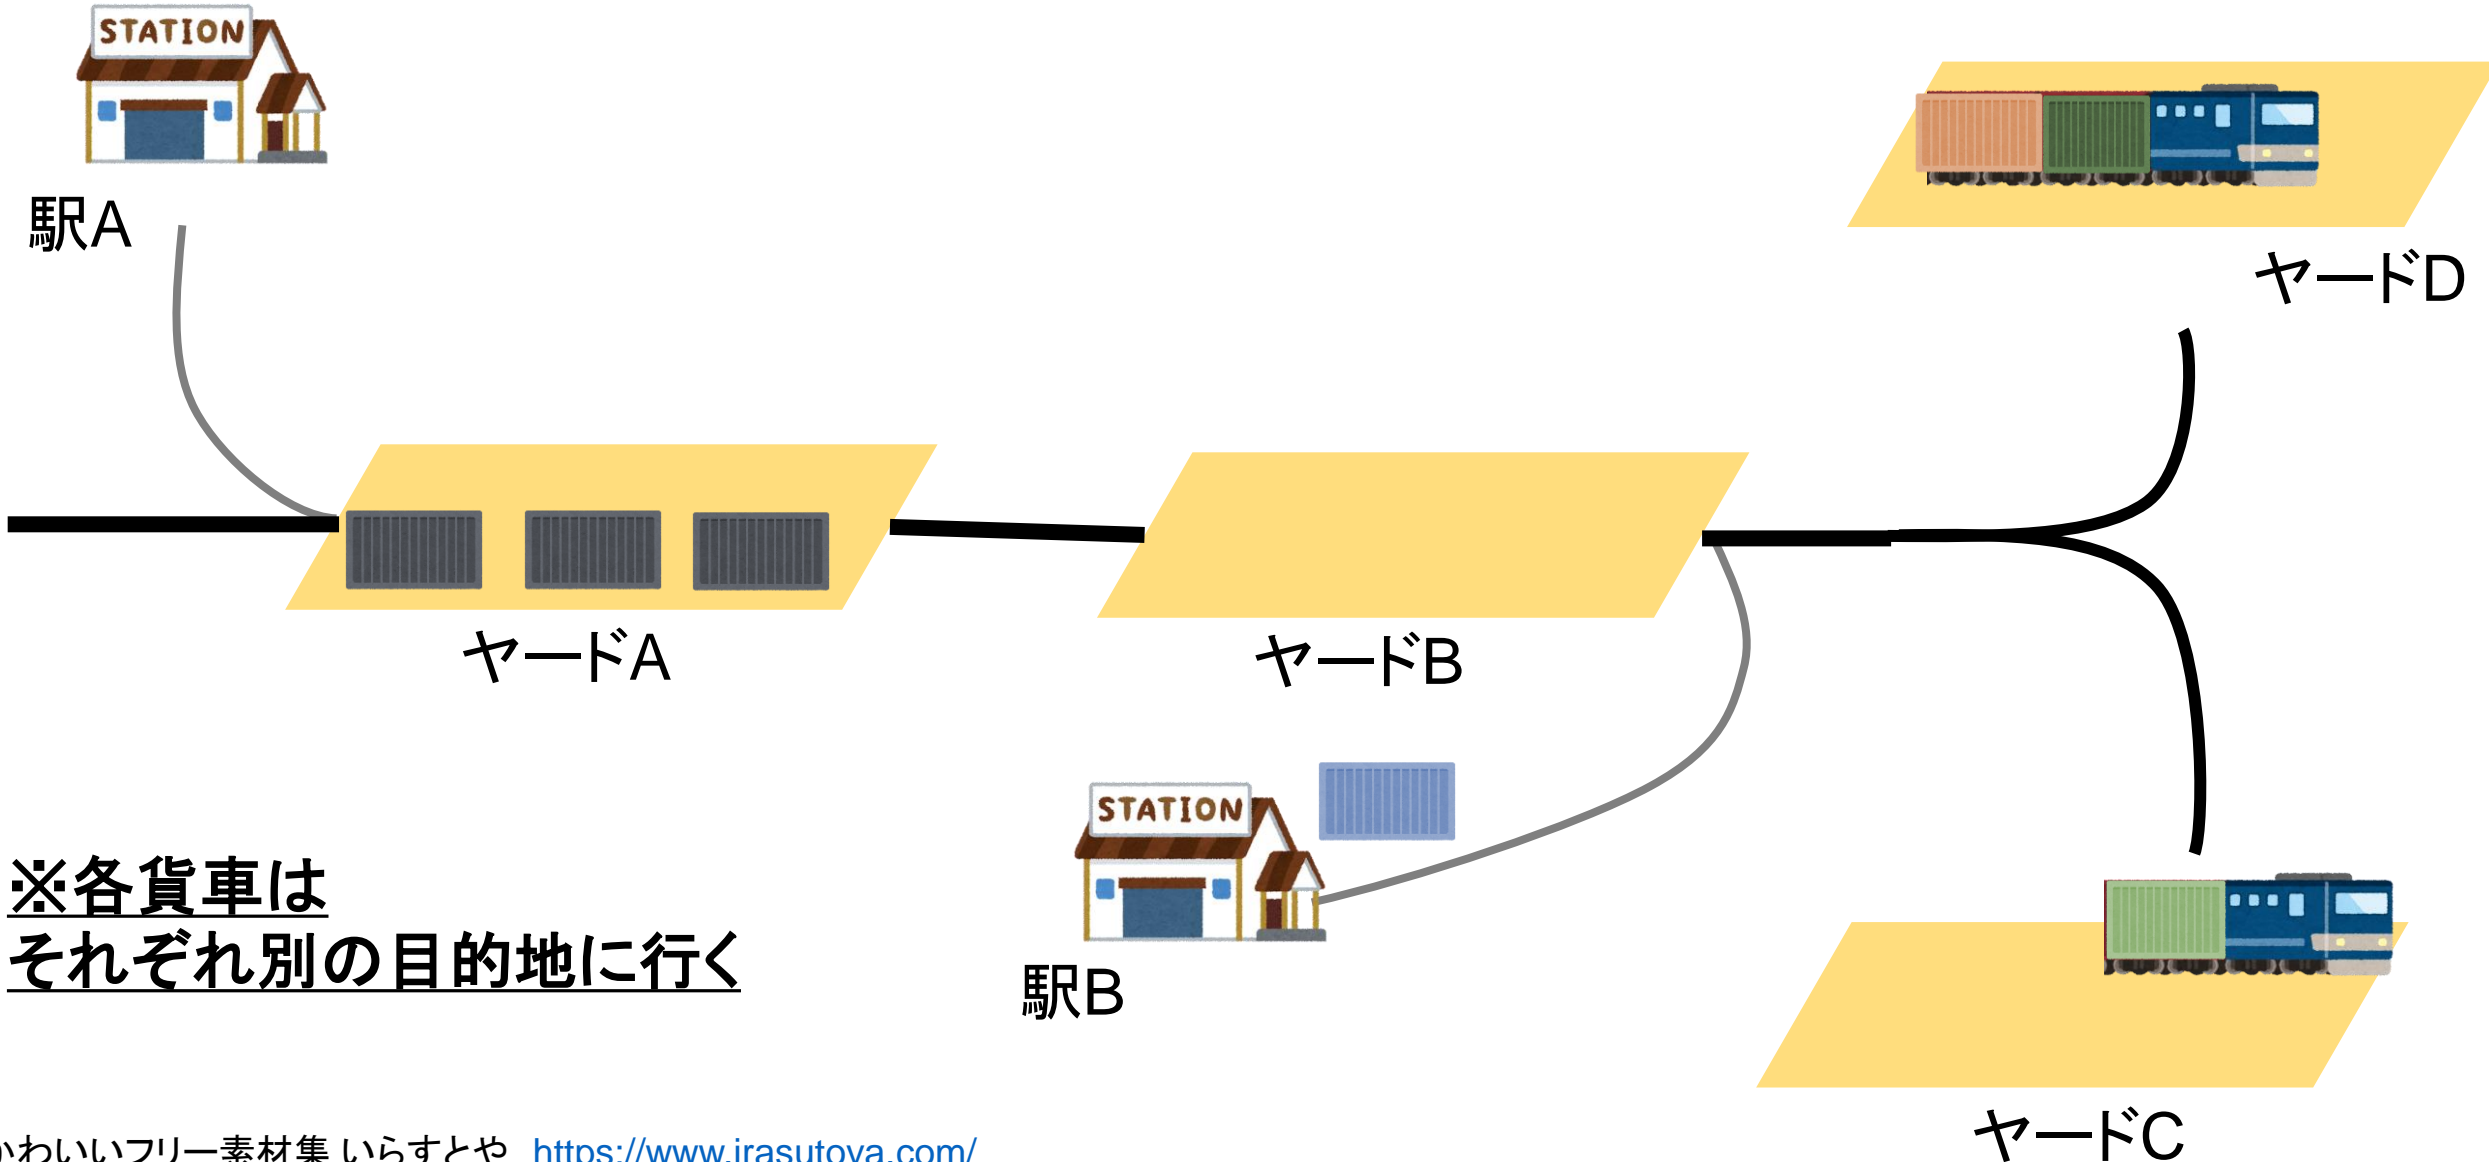 STATION
駅A
ヤードD
ヤードA
ヤードB
STATION
※各貨車は
それぞれ別の目的地に行く
駅B
ヤードC
かわいいフリー素材集 いらすとや https://www.irasutoya.com/